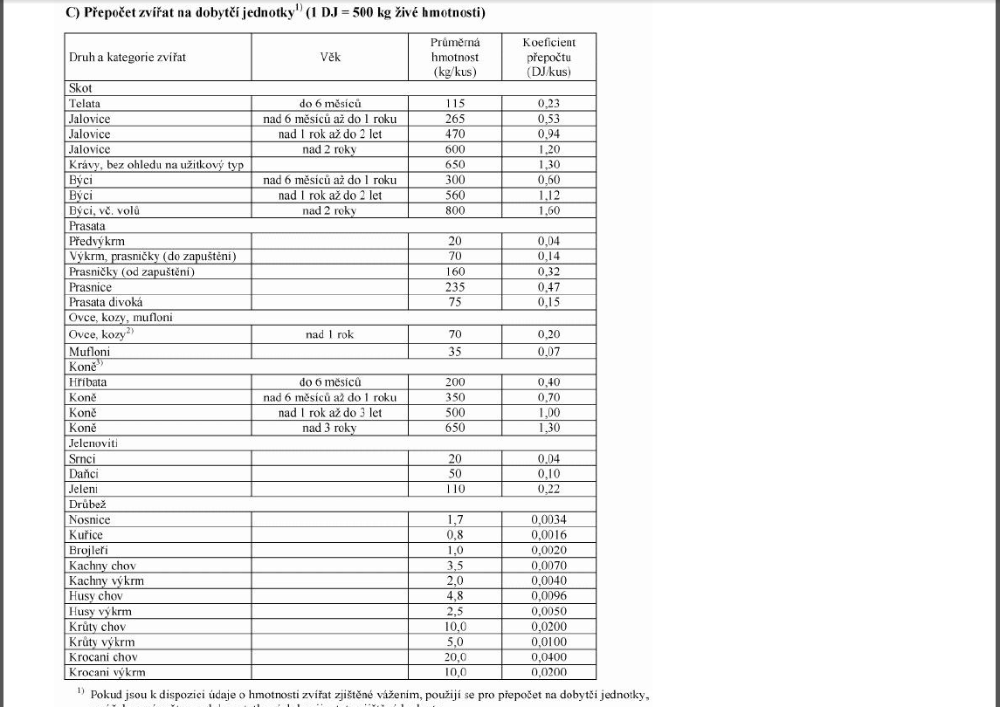 C) Přepočet zvířat na dobytčí jednotky1) (1 DJ = 500 kg živé hmotnosti)
Druh a kategorie zvířat Věk Průměrná hmotnost (kg/kus) Koeficient přepočtu (DJ/kus)
Skot
Telata do 6 měsíců 115 0,23
Jalovice nad 6 měsíců až do 1 roku 265 0,53
Jalovice nad 1 rok až do 2 let 470 0,94
Jalovice nad 2 roky 600 1,20
Krávy, bez ohledu na užitkový typ 650 1,30
Býci nad 6 měsíců až do 1 roku 300 0,60
Býci nad 1 rok až do 2 let 560 1,12
Býci, vč. volů nad 2 roky 800 1,60
Prasata
Předvýkrm 20 0,04
Výkrm, prasničky (do zapuštění) 70 0,14
Prasničky (od zapuštění) 160 0,32
Prasnice 235 0,47
Prasata divoká 75 0,15
Ovce, kozy, mufloni
Ovce, kozy2) nad 1 rok 70 0,20
Mufloni 35 0,07
Koně3)
Hříbata do 6 měsíců 200 0,40
Koně nad 6 měsíců až do 1 roku 350 0,70
Koně nad 1 rok až do 3 let 500 1,00
Koně nad 3 roky 650 1,30
Jelenovití
Srnci 20 0,04
Daňci 50 0,10
Jeleni 110 0,22
Drůbež
Nosnice 1,7 0,0034
Kuřice 0,8 0,0016
Brojleři 1,0 0,0020
Kachny chov 3,5 0,0070
Kachny výkrm 2,0 0,0040
Husy chov 4,8 0,0096
Husy výkrm 2,5 0,0050
Krůty chov 10,0 0,0200
Krůty výkrm 5,0 0,0100
Krocani chov 20,0 0,0400
Krocani výkrm 10,0 0,0200
1) Pokud jsou k dispozici údaje o hmotnosti zvířat zjištěné vážením, použijí se pro přepočet na dobytčí jednotky,